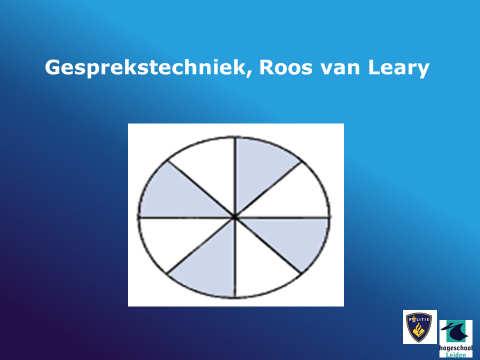 Gesprekstechniek, Roos van Leary
POLITIE
hogeschool
Leiden